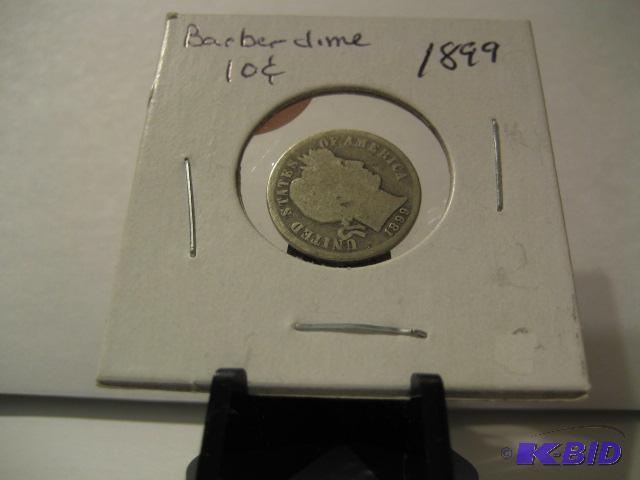 Barber dime 1899
10¢
UNITED STATES OF AMERICA
1899
© K-BID